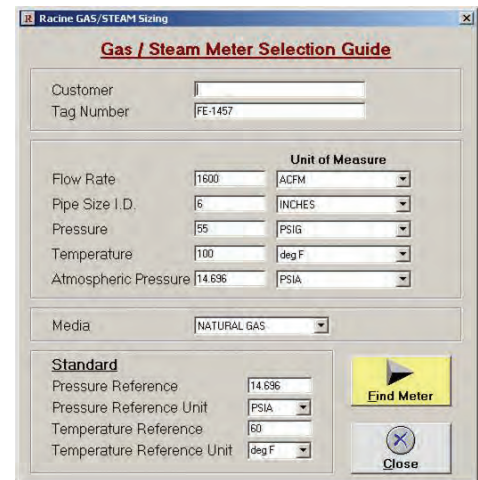 Racine GAS/STEAM Sizing
Gas / Steam Meter Selection Guide
Customer
Tag Number FE-1457
Unit of Measure
Flow Rate 1600 ACFM
Pipe Size I.D. 6 INCHES
Pressure 55 PSIG
Temperature 100 deg F
Atmospheric Pressure 14.696 PSIA
Media NATURAL GAS
Standard
Pressure Reference 14.696
Pressure Reference Unit PSIA
Temperature Reference 60
Temperature Reference Unit deg F
Find Meter
Close